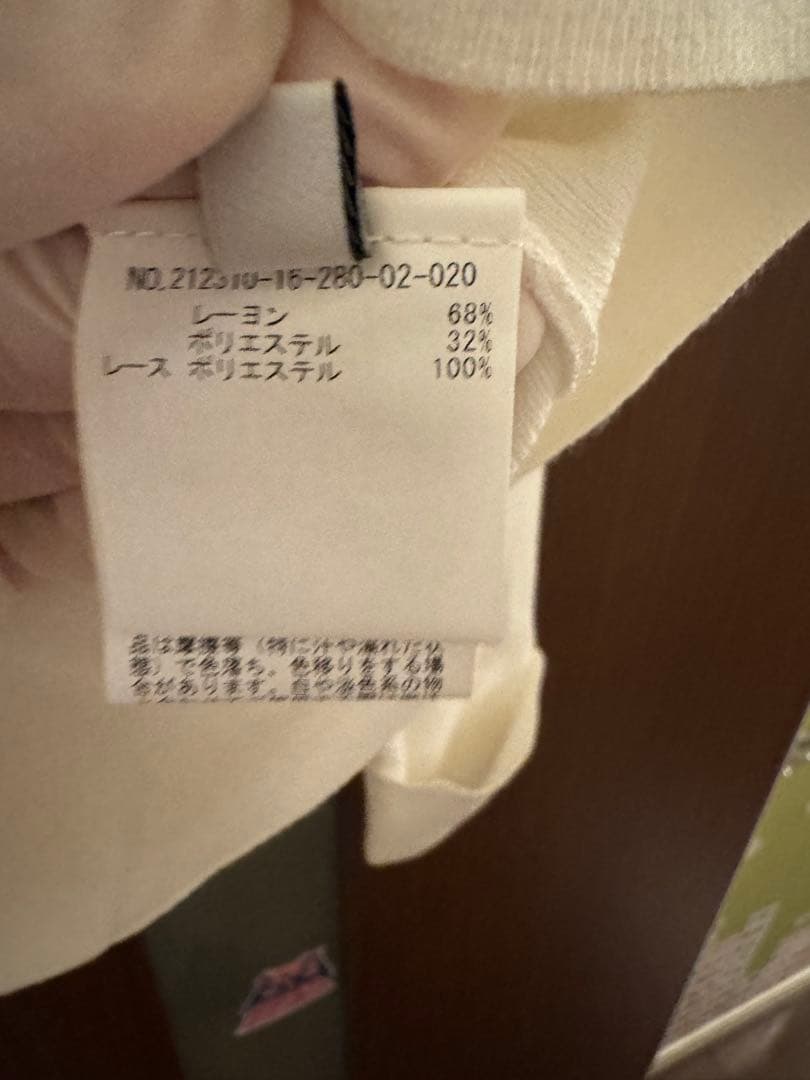 NO.212310-16-280-02-020
レーヨン 68%
ポリエステル 32%
レース ポリエステル 100%
品は摩擦等（特に汗や濡れた状
態）で色落ち、色移りをする場
合があります。白や淡色系の物